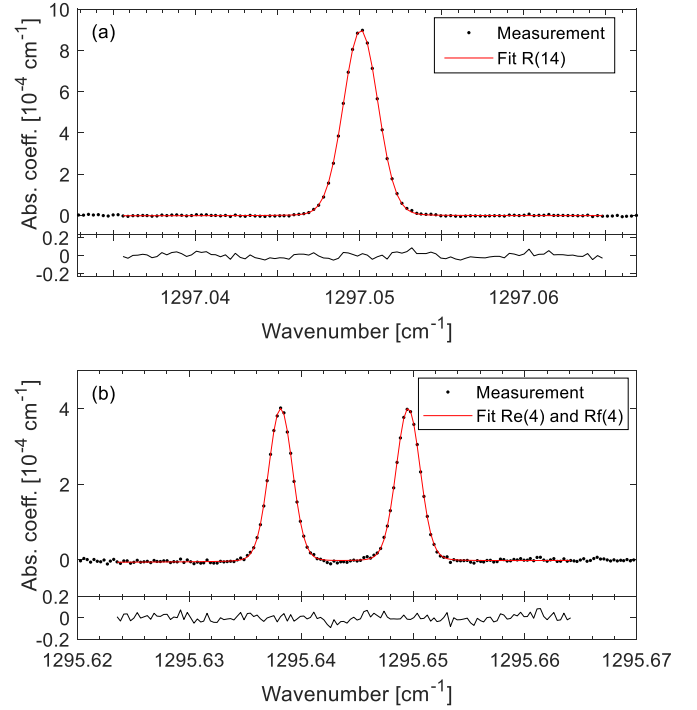 (a)
Measurement
Fit R(14)
Abs. coeff. [10-4 cm-1]
10
8
6
4
2
0
0.2
-0.2
1297.04 1297.05 1297.06
Wavenumber [cm-1]
(b)
Measurement
Fit Re(4) and Rf(4)
Abs. coeff. [10-4 cm-1]
4
2
0
0.2
0
-0.2
1295.62 1295.63 1295.64 1295.65 1295.66 1295.67
Wavenumber [cm-1]